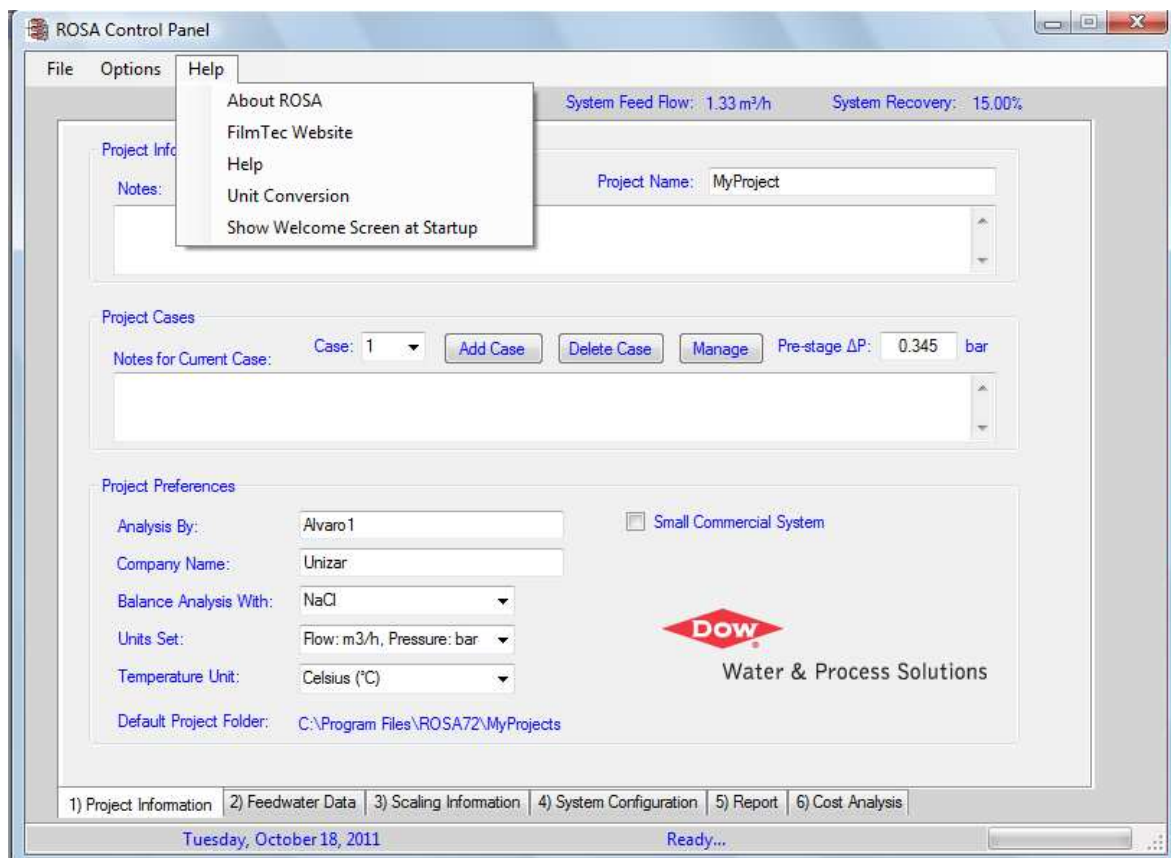 ROSA Control Panel
File Options Help
About ROSA
FilmTec Website
Help
Unit Conversion
Show Welcome Screen at Startup
System Feed Flow: 1.33 m³/h System Recovery: 15.00%
Project Info
Notes:
Project Name: MyProject
Project Cases
Case: 1 Add Case Delete Case Manage Pre-stage ΔP: 0.345 bar
Notes for Current Case:
Project Preferences
Analysis By: Alvaro1
Small Commercial System
Company Name: Unizar
Balance Analysis With: NaCl
Units Set: Flow: m3/h, Pressure: bar
Temperature Unit: Celsius (°C)
Default Project Folder: C:\Program Files\ROSA72\MyProjects
DOW
Water & Process Solutions
1) Project Information 2) Feedwater Data 3) Scaling Information 4) System Configuration 5) Report 6) Cost Analysis
Tuesday, October 18, 2011 Ready...